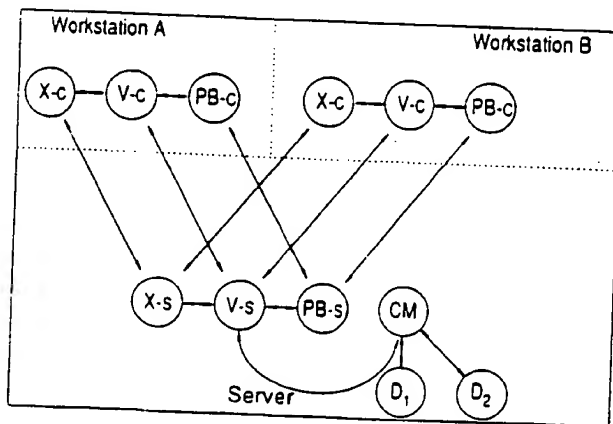 Workstation A
Workstation B
X-c V-c PB-c X-c V-c PB-c
X-s V-s PB-s CM
Server
D₁ D₂